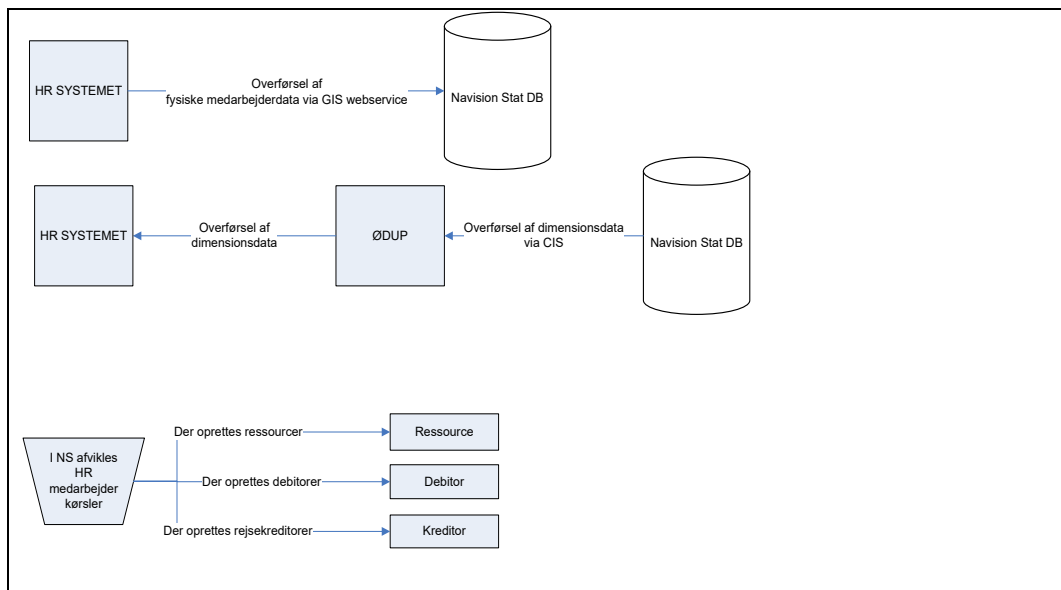 HR SYSTEMET
Overførsel af
fysiske medarbejderdata via GIS webservice
Navision Stat DB
HR SYSTEMET
Overførsel af
dimensionsdata
ØDUP
Overførsel af dimensionsdata
via CIS
Navision Stat DB
I NS afvikles
HR
medarbejder
kørsler
Der oprettes ressourcer
Ressource
Der oprettes debitorer
Debitor
Der oprettes rejsekreditorer
Kreditor